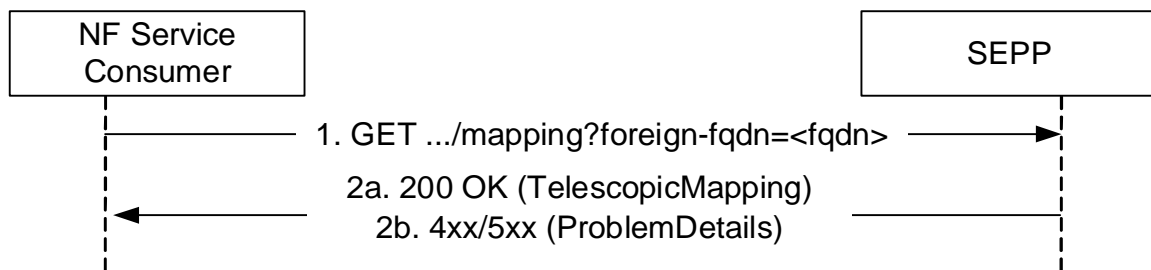 NF Service
Consumer
SEPP
1. GET .../mapping?foreign-fqdn=<fqdn>
2a. 200 OK (TelescopicMapping)
2b. 4xx/5xx (ProblemDetails)